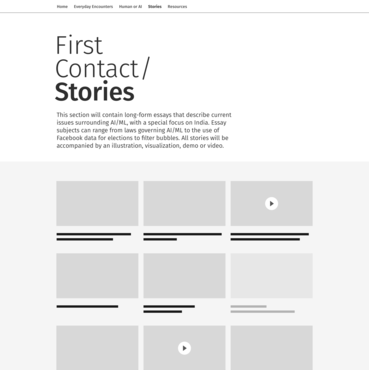 Home Everyday Encounters Human or AI Stories Resources
First
Contact/
Stories
This section will contain long-form essays that describe current
issues surrounding AI/ML, with a special focus on India. Essay
subjects can range from laws governing AI/ML to the use of
Facebook data for elections to filter bubbles. All stories will be
accompanied by an illustration, visualization, demo or video.